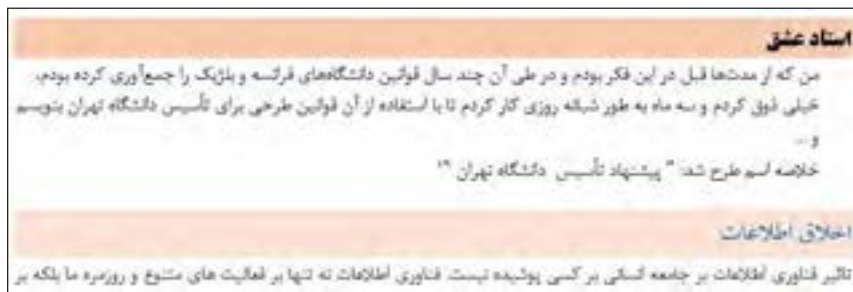 استاد عشق
من که از مدت‌ها قبل در این فکر بودم و در طی آن چند سال قوانین دانشگاه‌های فرانسه و بلژیک را جمع‌آوری کرده بودم،
خیلی ذوق کردم و سه ماه به طور شبانه روزی کار کردم تا با استفاده از آن قوانین طرحی برای تأسیس دانشگاه تهران بنویسم
و ...
خلاصه اسم طرح شد: " پیشنهاد تأسیس دانشگاه تهران "
اخلاق اطلاعات
تاثیر فناوری اطلاعات بر جامعه انسانی بر کسی پوشیده نیست. فناوری اطلاعات نه تنها بر فعالیت های متنوع و روزمره ما بلکه بر